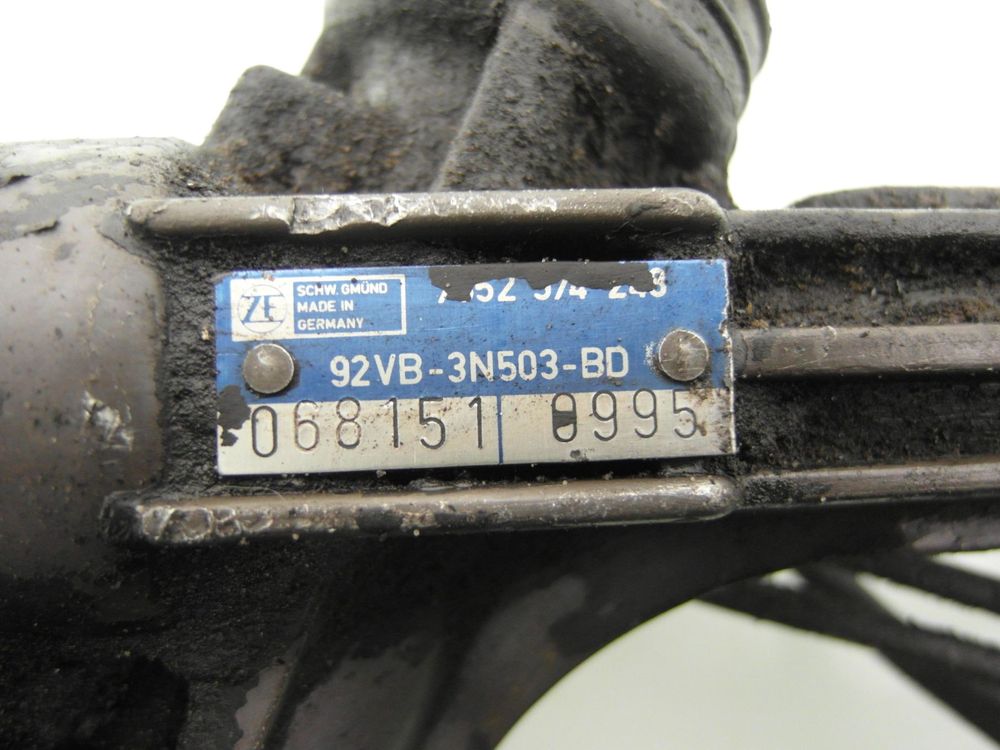 ZF
SCHW. GMÜND
MADE IN
GERMANY
92VB-3N503-BD
068151 0995